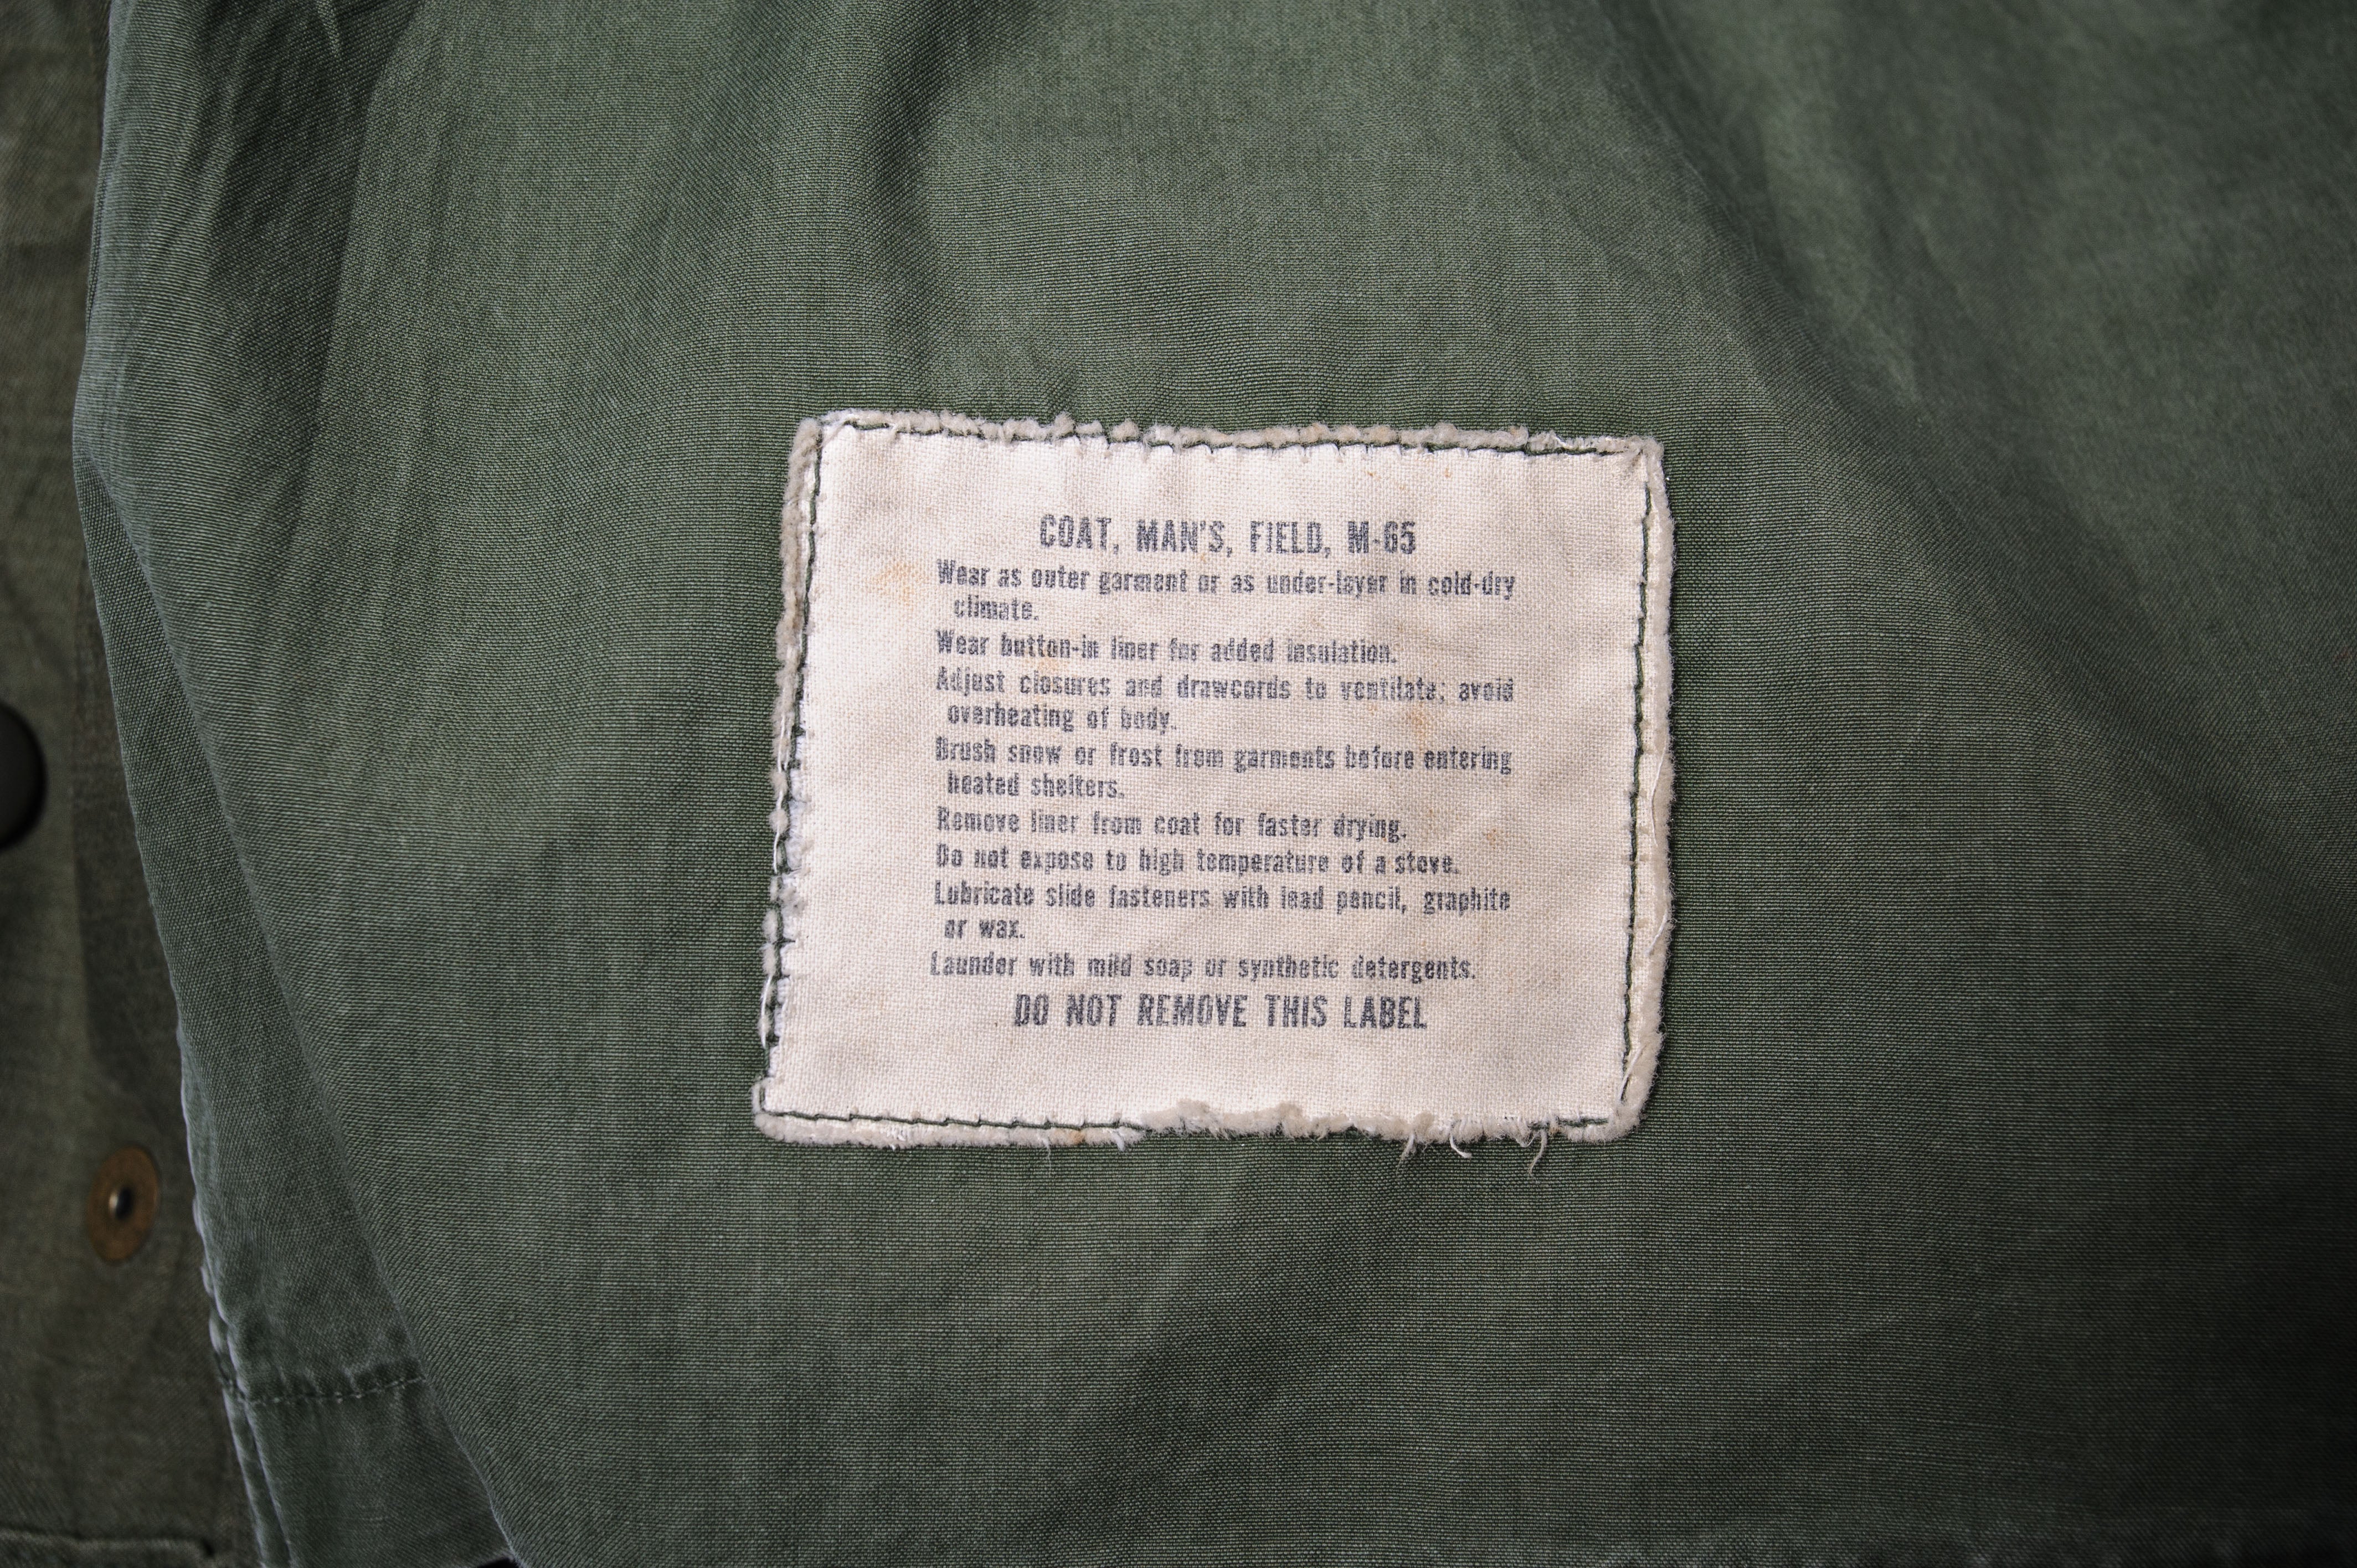 COAT, MAN'S, FIELD, M-65
Wear as outer garment or as under-layer in cold-dry
climate.
Wear button-in liner for added insulation.
Adjust closures and drawcords to ventilate; avoid
overheating of body.
Brush snow or frost from garments before entering
heated shelters.
Remove liner from coat for faster drying.
Do not expose to high temperature of a stove.
Lubricate slide fasteners with lead pencil, graphite
or wax.
Launder with mild soap or synthetic detergents.
DO NOT REMOVE THIS LABEL